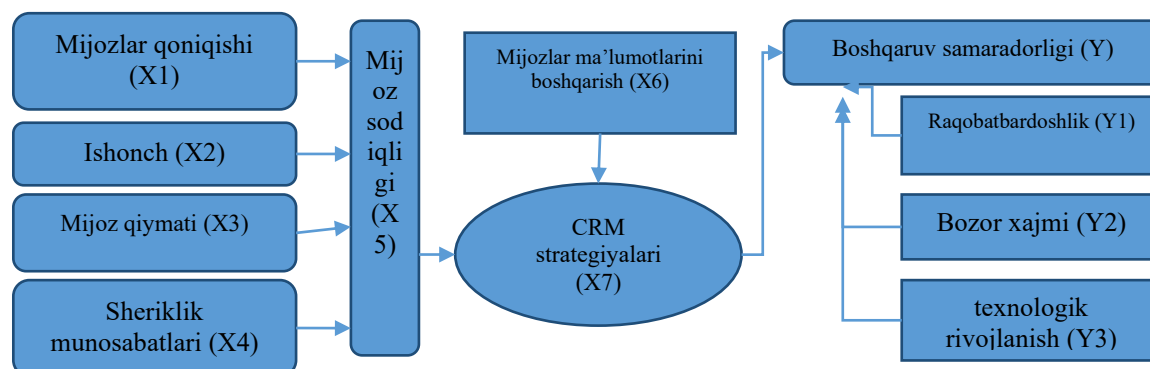 Mijozlar qoniqishi
(X1)
Ishonch (X2)
Mijoz qiymati (X3)
Sheriklik
munosabatlari (X4)
Mij
oz
sod
iqli
gi
(X
5)
Mijozlar ma’lumotlarini
boshqarish (X6)
CRM
strategiyalari
(X7)
Boshqaruv samaradorligi (Y)
Raqobatbardoshlik (Y1)
Bozor xajmi (Y2)
texnologik
rivojlanish (Y3)